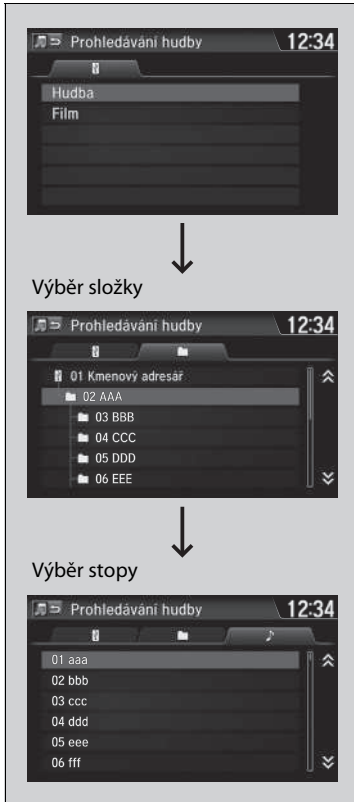 Prohledávání hudby 12:34
Hudba
Film
Výběr složky
Prohledávání hudby 12:34
01 Kmenový adresář
02 AAA
03 BBB
04 CCC
05 DDD
06 EEE
Výběr stopy
Prohledávání hudby 12:34
01 aaa
02 bbb
03 ccc
04 ddd
05 eee
06 fff